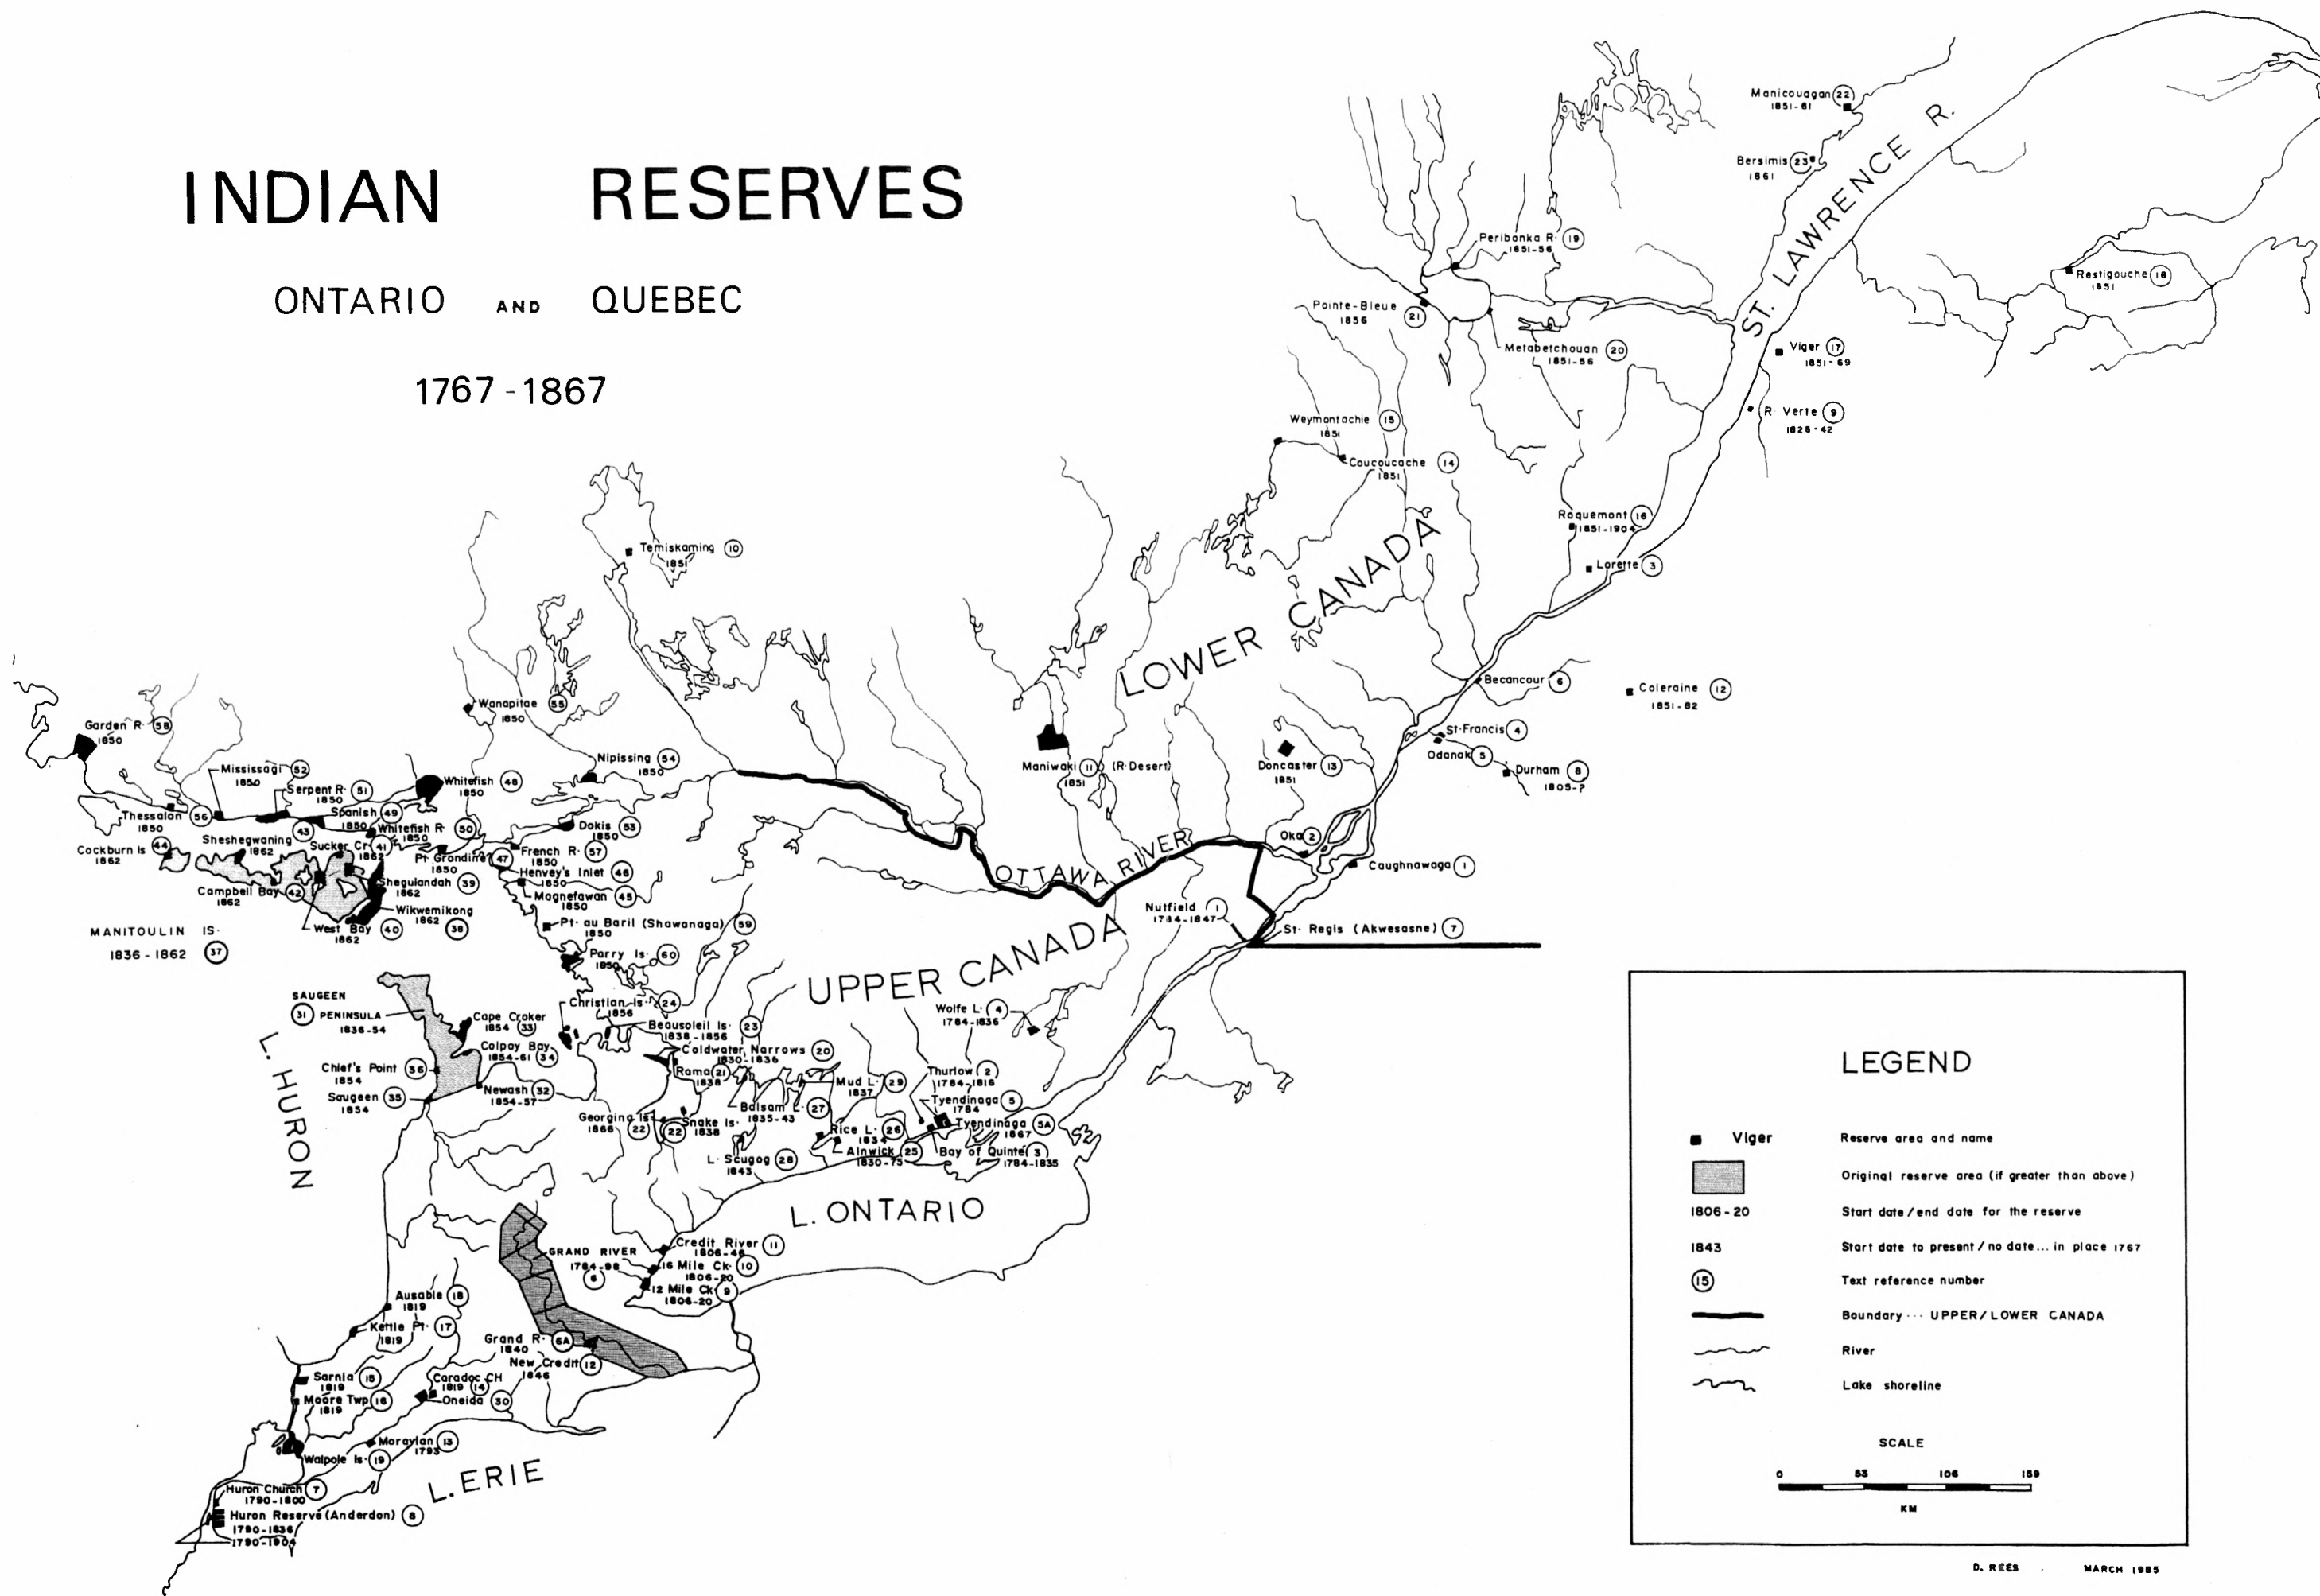 INDIAN RESERVES
ONTARIO AND QUEBEC
1767-1867
Manicouagan 22
1851-61
Bersimis 23
1861
ST. LAWRENCE R.
Peribonka R. 19
1851-56
Pointe-Bleue
1856 21
Metabetchouan 20
1851-56
Restigouche 18
1851
Viger 17
1851-69
R. Verte 9
1828-42
Weymontachie 15
1851
Coucoucache 14
1851
Roquemont 16
1851-1904
Lorette 3
LOWER CANADA
Temiskaming 10
1851
Becancour 6
Coleraine 12
1851-82
St. Francis 4
Odanak 5
Durham 8
1805-?
Doncaster 13
1851
Maniwaki 11 (R. Desert)
1851
Oka 2
Caughnawaga 1
OTTAWA RIVER
Nutfield 1
1784-1847
St. Regis (Akwesasne) 7
UPPER CANADA
Garden R. 58
1850
Wanapitae 55
1850
Nipissing 54
1850
Mississagi 52
1850
Serpent R. 51
1850
Whitefish 48
1850
Spanish 49
1850
Thessalon 56
1850
Whitefish R. 50
1850
Dokis 53
1850
Cockburn Is. 44
1862
Sheshegwaning 43
1862
Sucker Cr. 41
1862
Pt. Grondine 47
1850
French R. 57
1850
Henvey's Inlet 46
1850
Magnetawan 45
1850
Campbell Bay 42
1862
Sheguiandah 39
1862
Wikwemikong
1862 38
West Bay 40
1862
MANITOULIN IS.
1836-1862 37
Pt. au Baril (Shawanaga) 59
1850
Parry Is. 60
1850
SAUGEEN
31 PENINSULA
1836-54
Cape Croker
1854 33
Christian Is. 24
1856
Beausoleil Is. 23
1838-1856
Colpoy Bay
1854-61 34
Coldwater Narrows 20
1830-1836
Chief's Point 36
1854
Rama 21
1838
Saugeen 35
1854
Newash 32
1854-57
Mud L. 29
1837
Balsam L. 27
1835-43
Georgina Is.
1866 22
Snake Is.
22 1838
Wolfe L. 4
1784-1836
Thurlow 2
1784-1816
Tyendinaga 5
1784
Tyendinaga 5A
1867
Rice L. 26
1834
Alnwick 25
1830-75
Bay of Quinte 3
1784-1835
L. Scugog 28
1843
L. HURON
L. ONTARIO
Credit River 11
1806-46
GRAND RIVER
1784-98
6
16 Mile Ck. 10
1806-20
12 Mile Ck. 9
1806-20
Ausable 18
1819
Kettle Pt. 17
1819
Grand R. 6A
1840
New Credit 12
1846
Sarnia 15
1819
Caradoc CH
1819 14
Moore Twp 16
1819
Oneida 30
Moravian 13
1793
Walpole Is. 19
L. ERIE
Huron Church 7
1790-1800
Huron Reserve (Anderdon) 8
1790-1836
1790-1904
LEGEND
Viger Reserve area and name
Original reserve area (if greater than above)
1806-20 Start date/end date for the reserve
1843 Start date to present/no date...in place 1767
15 Text reference number
Boundary... UPPER/LOWER CANADA
River
Lake shoreline
SCALE
0 53 106 159
KM
D. REES MARCH 1985